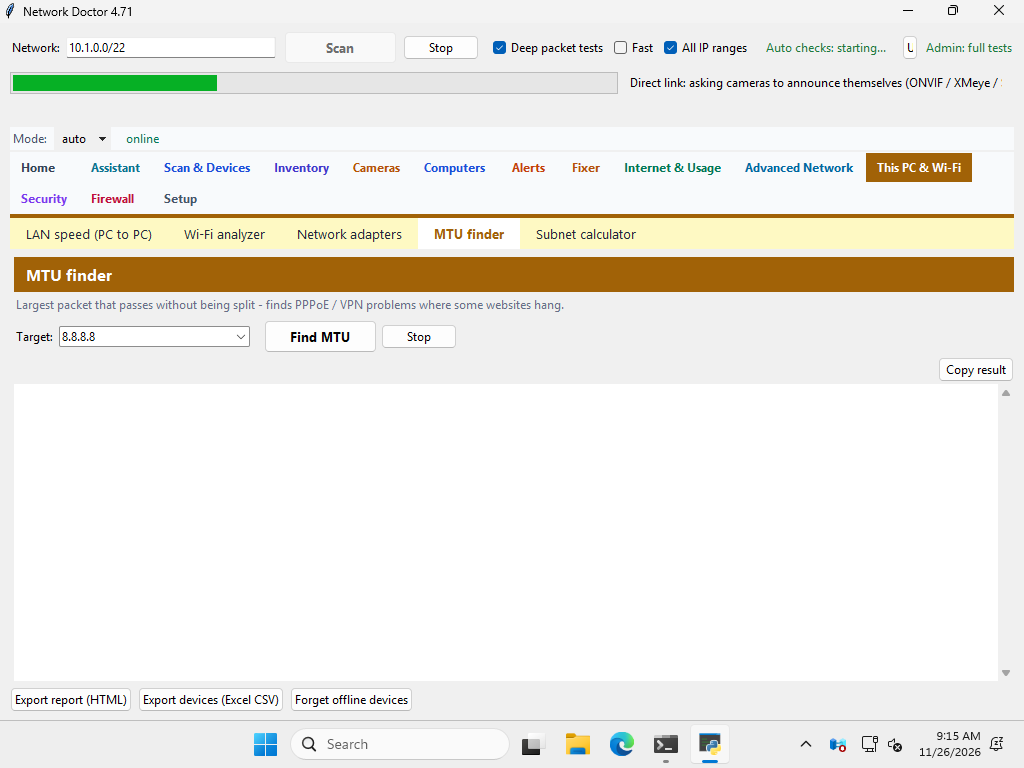 Network Doctor 4.71
Network: 10.1.0.0/22 Scan Stop Deep packet tests Fast All IP ranges Auto checks: starting... Admin: full tests
Direct link: asking cameras to announce themselves (ONVIF / XMeye /
Mode: auto online
Home Assistant Scan & Devices Inventory Cameras Computers Alerts Fixer Internet & Usage Advanced Network This PC & Wi-Fi
Security Firewall Setup
LAN speed (PC to PC) Wi-Fi analyzer Network adapters MTU finder Subnet calculator
MTU finder
Largest packet that passes without being split - finds PPPoE / VPN problems where some websites hang.
Target: 8.8.8.8 Find MTU Stop
Copy result
Export report (HTML) Export devices (Excel CSV) Forget offline devices
Search
9:15 AM
11/26/2026